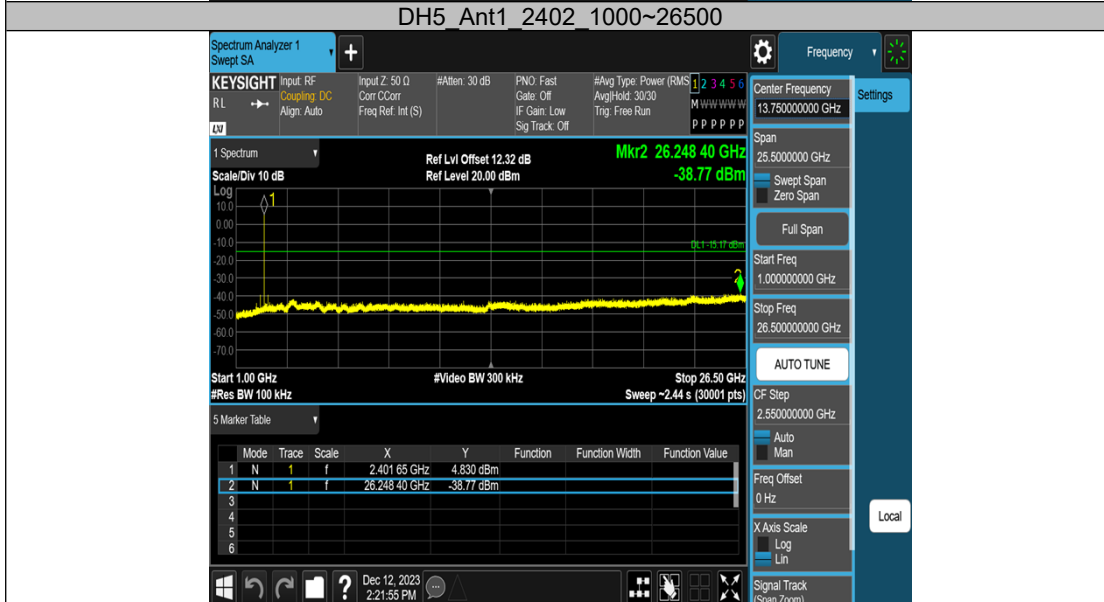 DH5_Ant1_2402_1000~26500
Spectrum Analyzer 1
Swept SA
+
Frequency
Settings
KEYSIGHT
RL
LXI
Input: RF
Coupling: DC
Align: Auto
Input Z: 50 Ω
Corr CCorr
Freq Ref: Int (S)
#Atten: 30 dB
PNO: Fast
Gate: Off
IF Gain: Low
Sig Track: Off
#Avg Type: Power (RMS
Avg|Hold: 30/30
Trig: Free Run
1 2 3 4 5 6
M W W W W W
P P P P P P
1 Spectrum
Scale/Div 10 dB
Ref Lvl Offset 12.32 dB
Ref Level 20.00 dBm
Mkr2 26.248 40 GHz
-38.77 dBm
Log
10.0
0.00
-10.0
-20.0
-30.0
-40.0
-50.0
-60.0
-70.0
1
DL1 -15.17 dBm
2
Start 1.00 GHz
#Res BW 100 kHz
#Video BW 300 kHz
Stop 26.50 GHz
Sweep ~2.44 s (30001 pts)
5 Marker Table
Mode Trace Scale X Y Function Function Width Function Value
1 N 1 f 2.401 65 GHz 4.830 dBm
2 N 1 f 26.248 40 GHz -38.77 dBm
3
4
5
6
Center Frequency
13.750000000 GHz
Span
25.5000000 GHz
Swept Span
Zero Span
Full Span
Start Freq
1.000000000 GHz
Stop Freq
26.500000000 GHz
AUTO TUNE
CF Step
2.550000000 GHz
Auto
Man
Freq Offset
0 Hz
X Axis Scale
Log
Lin
Signal Track
(Span Zoom)
Local
?
Dec 12, 2023
2:21:55 PM